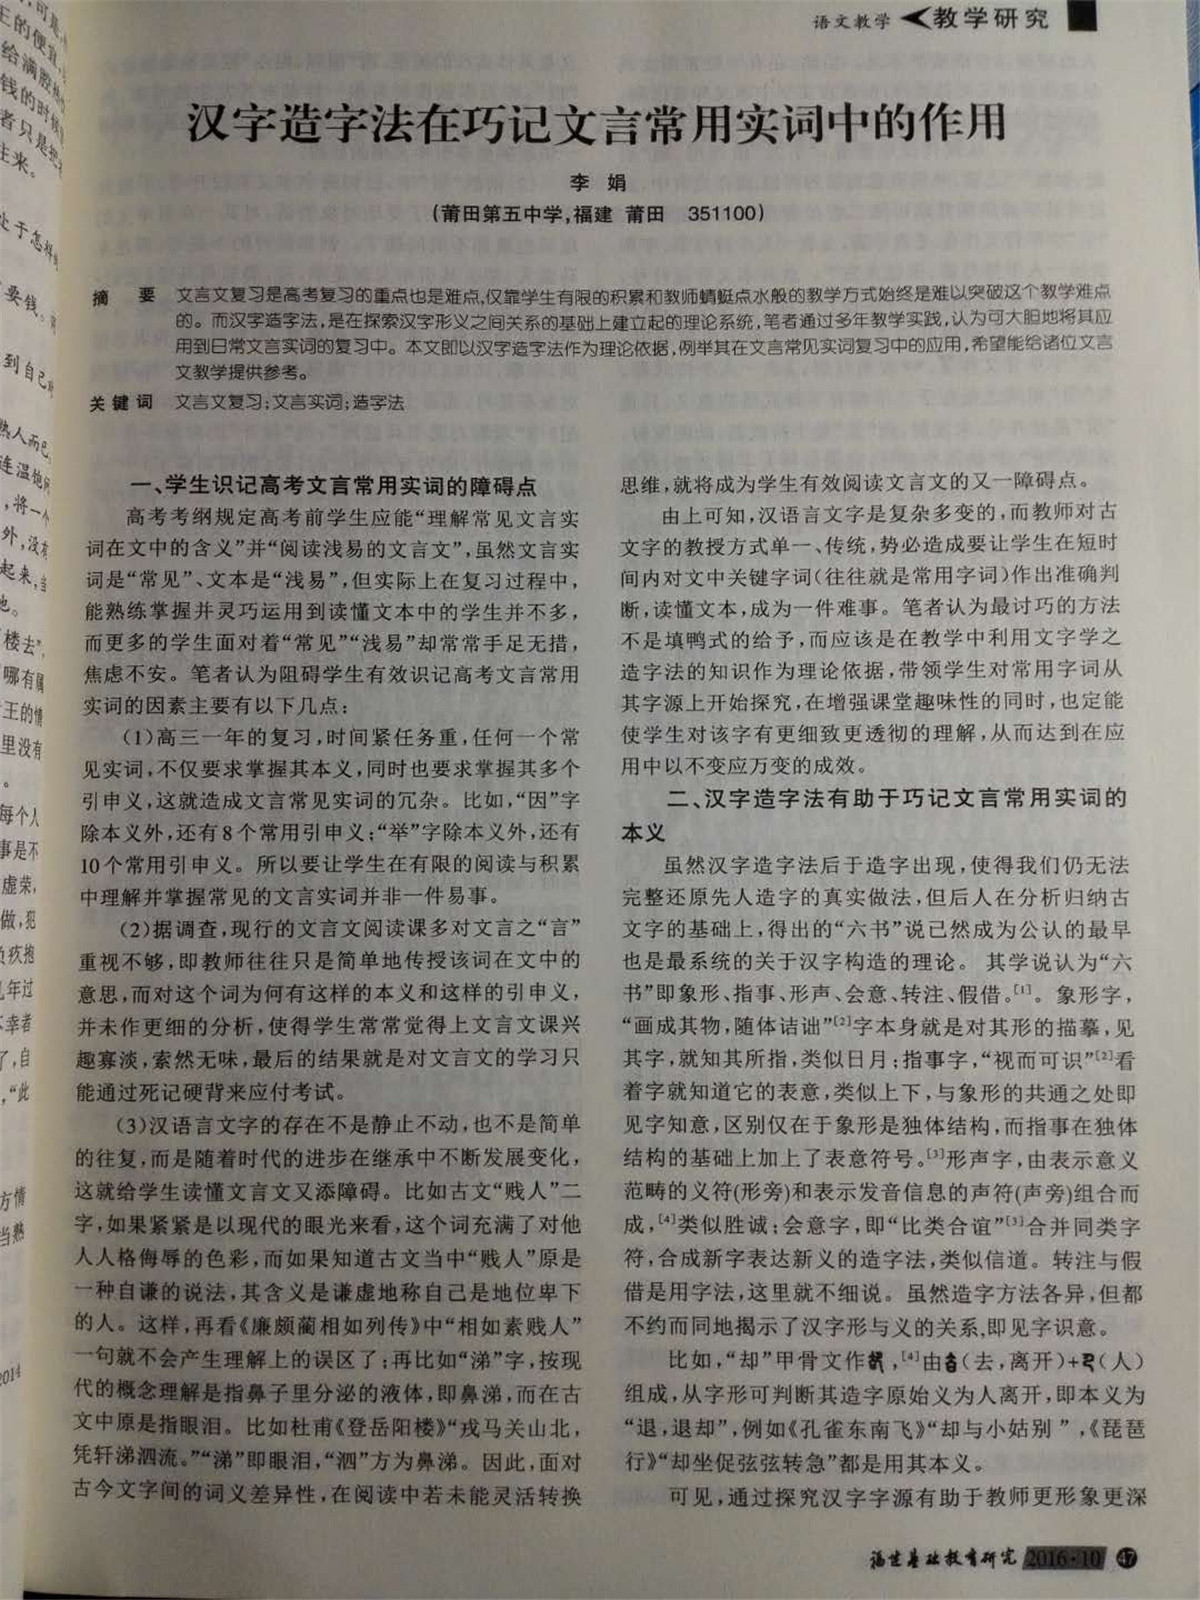 语文教学 教学研究
汉字造字法在巧记文言常用实词中的作用
李 娟
(莆田第五中学,福建 莆田 351100)
摘 要 文言文复习是高考复习的重点也是难点,仅靠学生有限的积累和教师蜻蜓点水般的教学方式始终是难以突破这个教学难点
的。而汉字造字法,是在探索汉字形义之间关系的基础上建立起的理论系统,笔者通过多年教学实践,认为可大胆地将其应
用到日常文言实词的复习中。本文即以汉字造字法作为理论依据,例举其在文言常见实词复习中的应用,希望能给诸位文言
文教学提供参考。
关键词 文言文复习;文言实词;造字法
一、学生识记高考文言常用实词的障碍点
高考考纲规定高考前学生应能“理解常见文言实
词在文中的含义”并“阅读浅易的文言文”,虽然文言实
词是“常见”、文本是“浅易”,但实际上在复习过程中,
能熟练掌握并灵巧运用到读懂文本中的学生并不多,
而更多的学生面对着“常见”“浅易”却常常手足无措,
焦虑不安。笔者认为阻碍学生有效识记高考文言常用
实词的因素主要有以下几点:
(1)高三一年的复习,时间紧任务重,任何一个常
见实词,不仅要求掌握其本义,同时也要求掌握其多个
引申义,这就造成文言常见实词的冗杂。比如,“因”字
除本义外,还有8个常用引申义;“举”字除本义外,还有
10个常用引申义。所以要让学生在有限的阅读与积累
中理解并掌握常见的文言实词并非一件易事。
(2)据调查,现行的文言文阅读课多对文言之“言”
重视不够,即教师往往只是简单地传授该词在文中的
意思,而对这个词为何有这样的本义和这样的引申义,
并未作更细的分析,使得学生常常觉得上文言文课兴
趣寡淡,索然无味,最后的结果就是对文言文的学习只
能通过死记硬背来应付考试。
(3)汉语言文字的存在不是静止不动,也不是简单
的往复,而是随着时代的进步在继承中不断发展变化,
这就给学生读懂文言文又添障碍。比如古文“贱人”二
字,如果紧紧是以现代的眼光来看,这个词充满了对他
人人格侮辱的色彩,而如果知道古文当中“贱人”原是
一种自谦的说法,其含义是谦虚地称自己是地位卑下
的人。这样,再看《廉颇蔺相如列传》中“相如素贱人”
一句就不会产生理解上的误区了;再比如“涕”字,按现
代的概念理解是指鼻子里分泌的液体,即鼻涕,而在古
文中原是指眼泪。比如杜甫《登岳阳楼》“戎马关山北,
凭轩涕泗流。”“涕”即眼泪,“泗”方为鼻涕。因此,面对
古今文字间的词义差异性,在阅读中若未能灵活转换
思维,就将成为学生有效阅读文言文的又一障碍点。
由上可知,汉语言文字是复杂多变的,而教师对古
文字的教授方式单一、传统,势必造成要让学生在短时
间内对文中关键字词(往往就是常用字词)作出准确判
断,读懂文本,成为一件难事。笔者认为最讨巧的方法
不是填鸭式的给予,而应该是在教学中利用文字学之
造字法的知识作为理论依据,带领学生对常用字词从
其字源上开始探究,在增强课堂趣味性的同时,也定能
使学生对该字有更细致更透彻的理解,从而达到在应
用中以不变应万变的成效。
二、汉字造字法有助于巧记文言常用实词的
本义
虽然汉字造字法后于造字出现,使得我们仍无法
完整还原先人造字的真实做法,但后人在分析归纳古
文字的基础上,得出的“六书”说已然成为公认的最早
也是最系统的关于汉字构造的理论。其学说认为“六
书”即象形、指事、形声、会意、转注、假借。[1]。象形字,
“画成其物,随体诘诎”[2]字本身就是对其形的描摹,见
其字,就知其所指,类似日月;指事字,“视而可识”[2]看
着字就知道它的表意,类似上下,与象形的共通之处即
见字知意,区别仅在于象形是独体结构,而指事在独体
结构的基础上加上了表意符号。[3]形声字,由表示意义
范畴的义符(形旁)和表示发音信息的声符(声旁)组合而
成,[4]类似胜诚;会意字,即“比类合谊”[3]合并同类字
符,合成新字表达新义的造字法,类似信道。转注与假
借是用字法,这里就不细说。虽然造字方法各异,但都
不约而同地揭示了汉字形与义的关系,即见字识意。
比如,“却”甲骨文作,[4]由(去,离开)+(人)
组成,从字形可判断其造字原始义为人离开,即本义为
“退,退却”,例如《孔雀东南飞》“却与小姑别”,《琵琶
行》“却坐促弦弦转急”都是用其本义。
可见,通过探究汉字字源有助于教师更形象更深
福建基础教育研究 2016·10 47